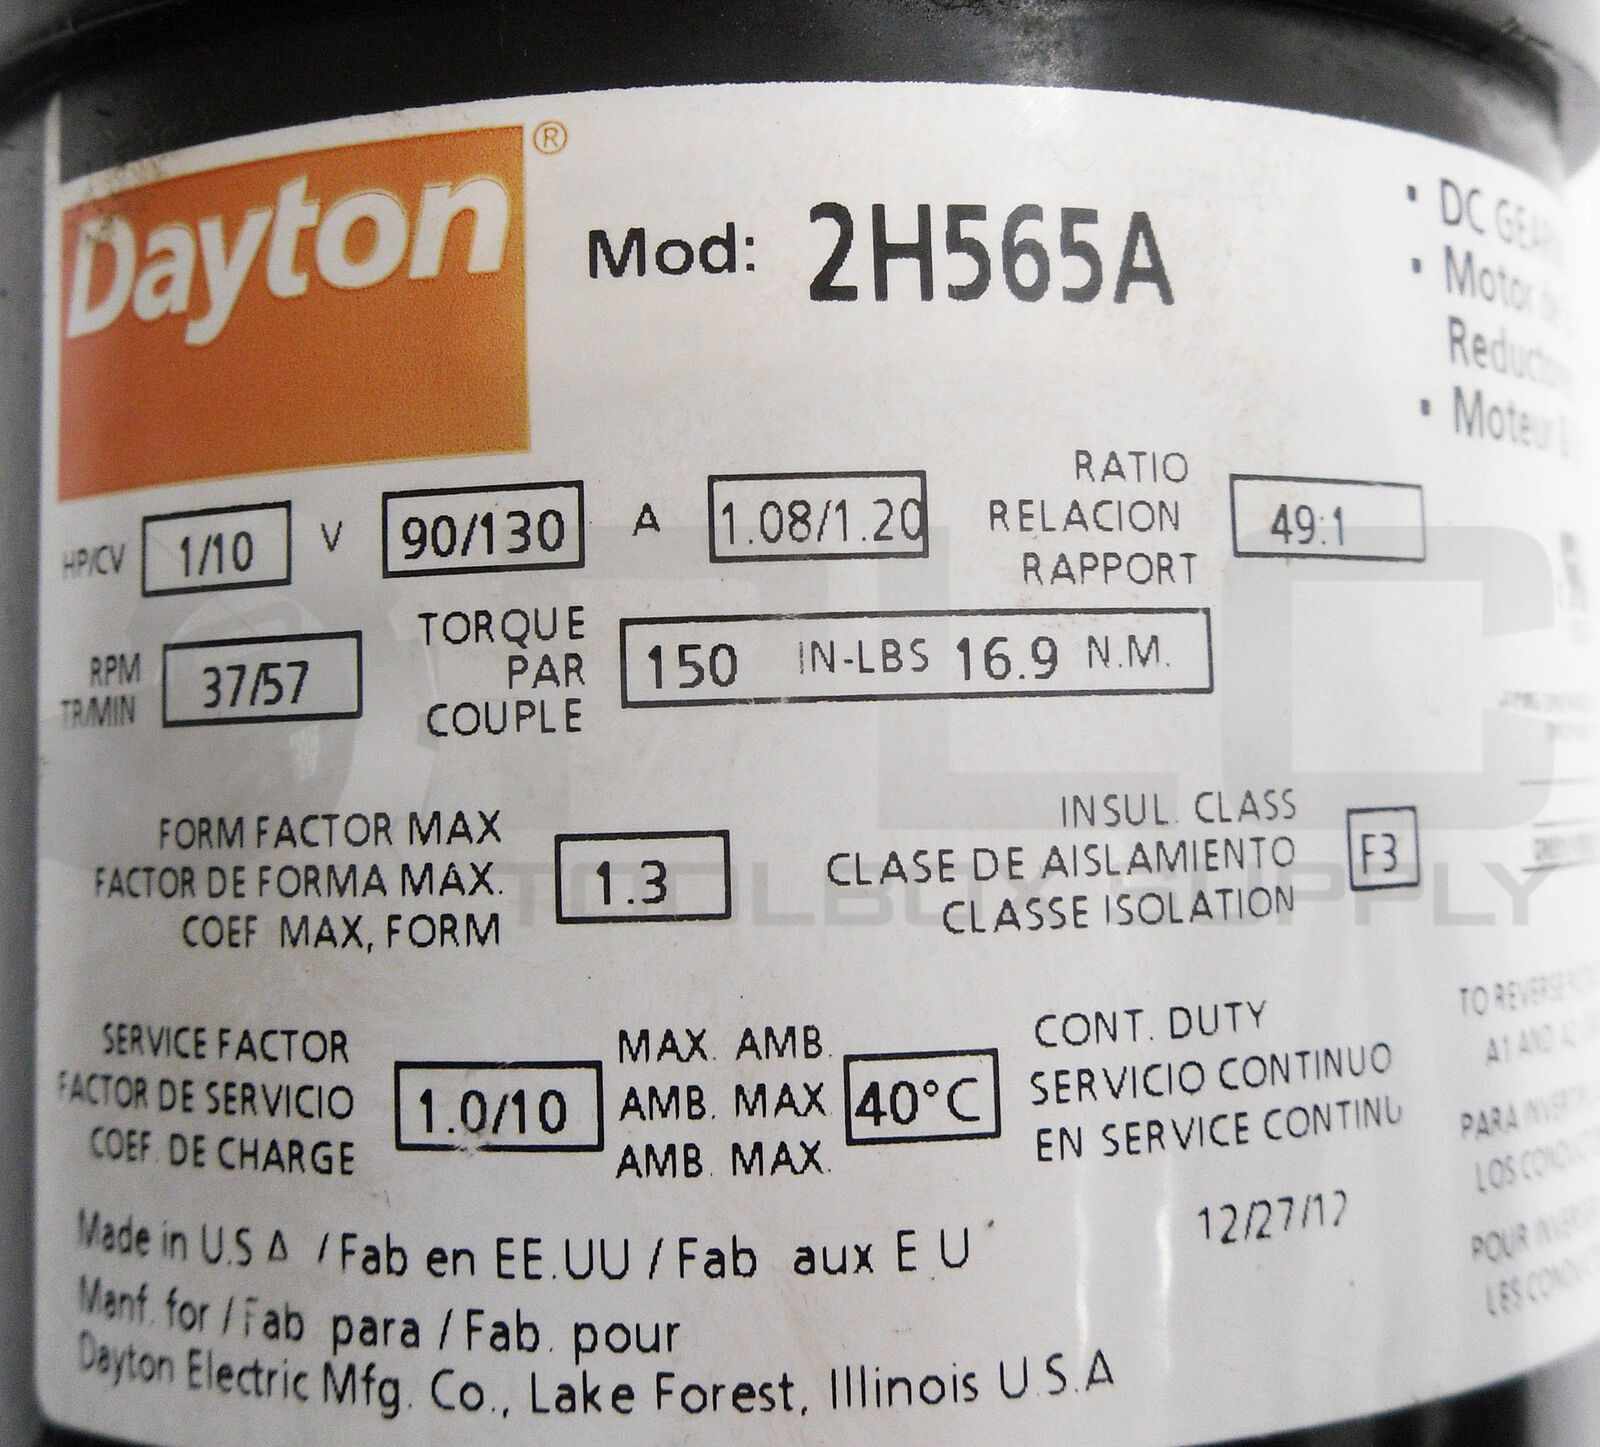 Dayton®
Mod: 2H565A
• DC GEAR
• Motor de
Reductor
• Moteur
HP/CV 1/10 V 90/130 A 1.08/1.20
RATIO
RELACION
RAPPORT
49:1
RPM
TR/MIN
37/57
TORQUE
PAR
COUPLE
150 IN-LBS 16.9 N.M.
FORM FACTOR MAX
FACTOR DE FORMA MAX.
COEF MAX, FORM
1.3
INSUL. CLASS
CLASE DE AISLAMIENTO
CLASSE ISOLATION
F3
SERVICE FACTOR
FACTOR DE SERVICIO
COEF. DE CHARGE
1.0/10
MAX. AMB.
AMB. MAX
AMB. MAX.
40°C
CONT. DUTY
SERVICIO CONTINUO
EN SERVICE CONTINU
12/27/12
Made in U.S A / Fab en EE.UU / Fab aux E.U
Manf. for / Fab para / Fab. pour
Dayton Electric Mfg. Co., Lake Forest, Illinois U.S.A
TO REVERSE
A1 AND A2
PARA
LOS
POUR
LES
PLC
TOOLBOX SUPPLY